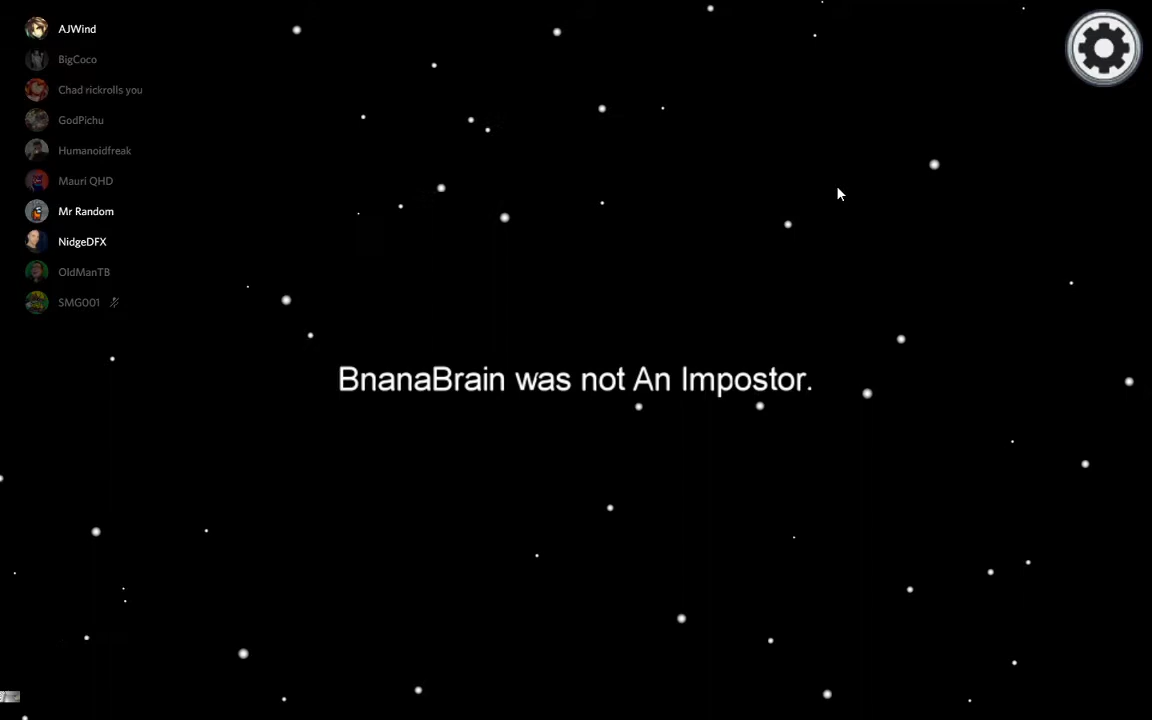 AJWind
BigCoco
Chad rickrolls you
GodPichu
Humanoidfreak
Mauri QHD
Mr Random
NidgeDFX
OldManTB
SMG001
BnanaBrain was not An Impostor.